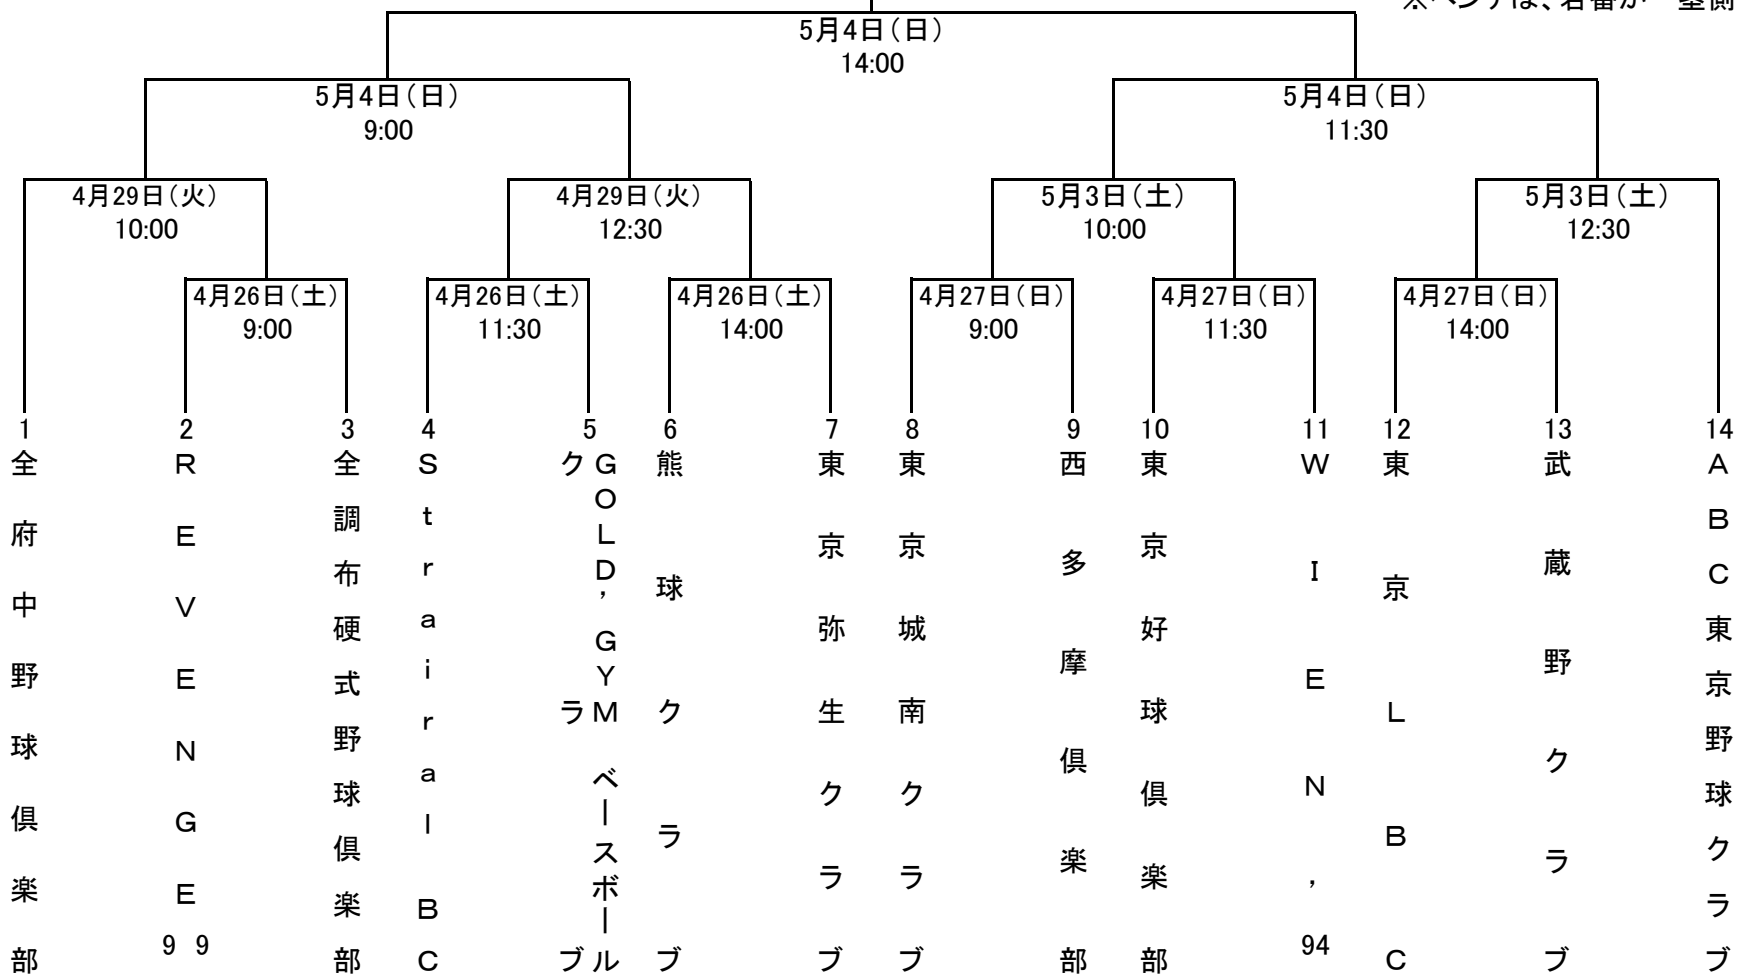 ※ベンチは、若番が一塁側
5月4日（日）
14:00
5月4日（日）
9:00
5月4日（日）
11:30
4月29日（火）
10:00
4月29日（火）
12:30
5月3日（土）
10:00
5月3日（土）
12:30
4月26日（土）
9:00
4月26日（土）
11:30
4月26日（土）
14:00
4月27日（日）
9:00
4月27日（日）
11:30
4月27日（日）
14:00
1
全府中野球倶楽部
2
REVENGE99
3
全調布硬式野球倶楽部
4
Strairal BC
5
GOLD’GYM ベースボール
クラブ
6
熊球クラブ
7
東京弥生クラブ
8
東京城南クラブ
9
西多摩倶楽部
10
東京好球倶楽部
11
WIEN’94
12
東京LBC
13
武蔵野クラブ
14
ABC東京野球クラブ